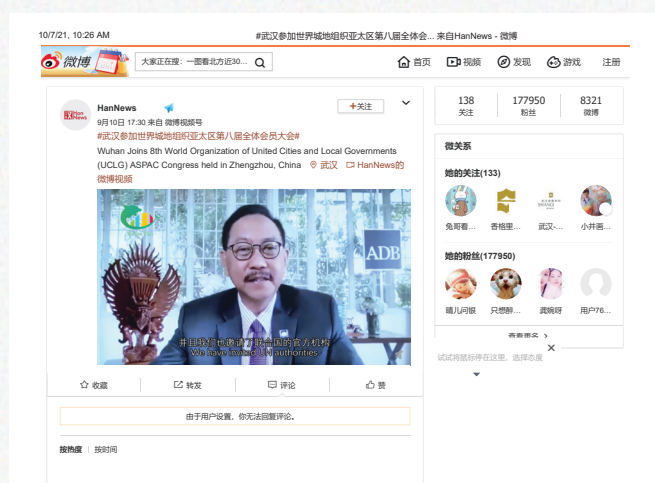 10/7/21, 10:26 AM
#武汉参加世界城地组织亚太区第八届全体会... 来自HanNews - 微博
微博
大家正在搜：一图看北方近30...
首页
视频
发现
游戏
注册
HanNews
+关注
9月10日 17:30 来自 微博视频号
#武汉参加世界城地组织亚太区第八届全体会员大会#
Wuhan Joins 8th World Organization of United Cities and Local Governments
(UCLG) ASPAC Congress held in Zhengzhou, China 武汉 HanNews的
微博视频
ADB
并且我们也邀请了联合国的官方机构
We have invited UN authorities
收藏
转发
评论
赞
由于用户设置，你无法回复评论。
按热度 | 按时间
138
关注
177950
粉丝
8321
微博
微关系
她的关注(133)
兔哥看...
香格里...
武汉-...
小井画...
她的粉丝(177950)
晴儿问银
只想醉...
龚婉呀
用户76...
查看更多 >
试试将鼠标停在这里，选择态度